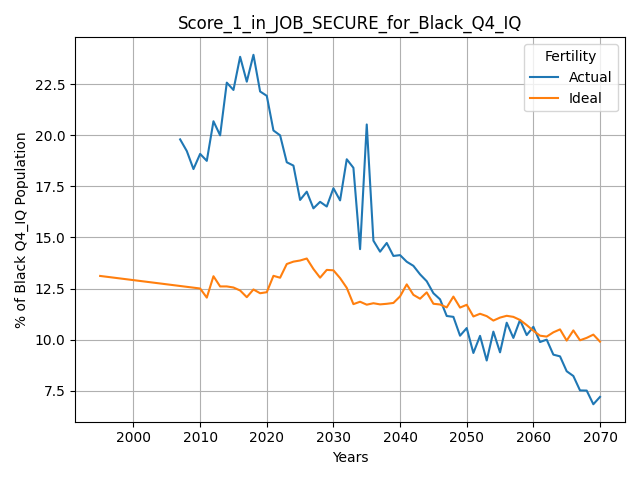 Score_1_in_JOB_SECURE_for_Black_Q4_IQ
Fertility
Actual
Ideal
% of Black Q4_IQ Population
22.5
20.0
17.5
15.0
12.5
10.0
7.5
2000 2010 2020 2030 2040 2050 2060 2070
Years